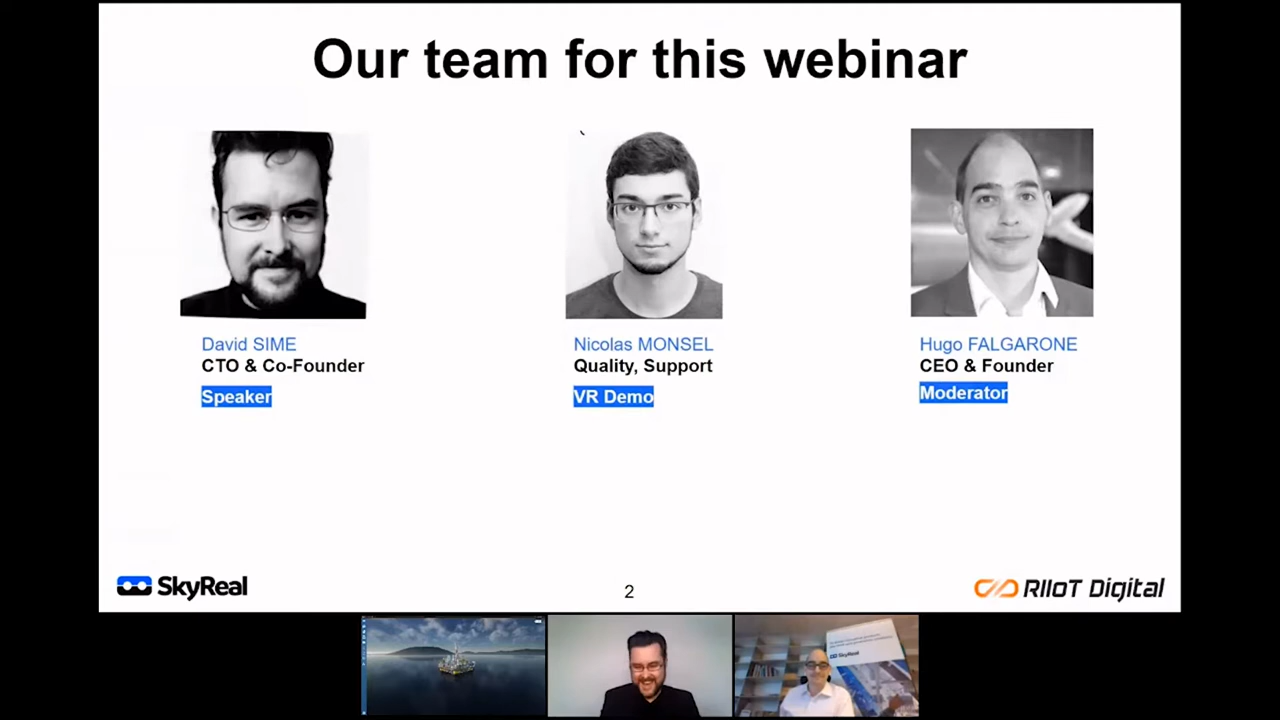 Our team for this webinar
David SIME
CTO & Co-Founder
Speaker
Nicolas MONSEL
Quality, Support
VR Demo
Hugo FALGARONE
CEO & Founder
Moderator
SkyReal
2
RIIoT Digital
SkyReal